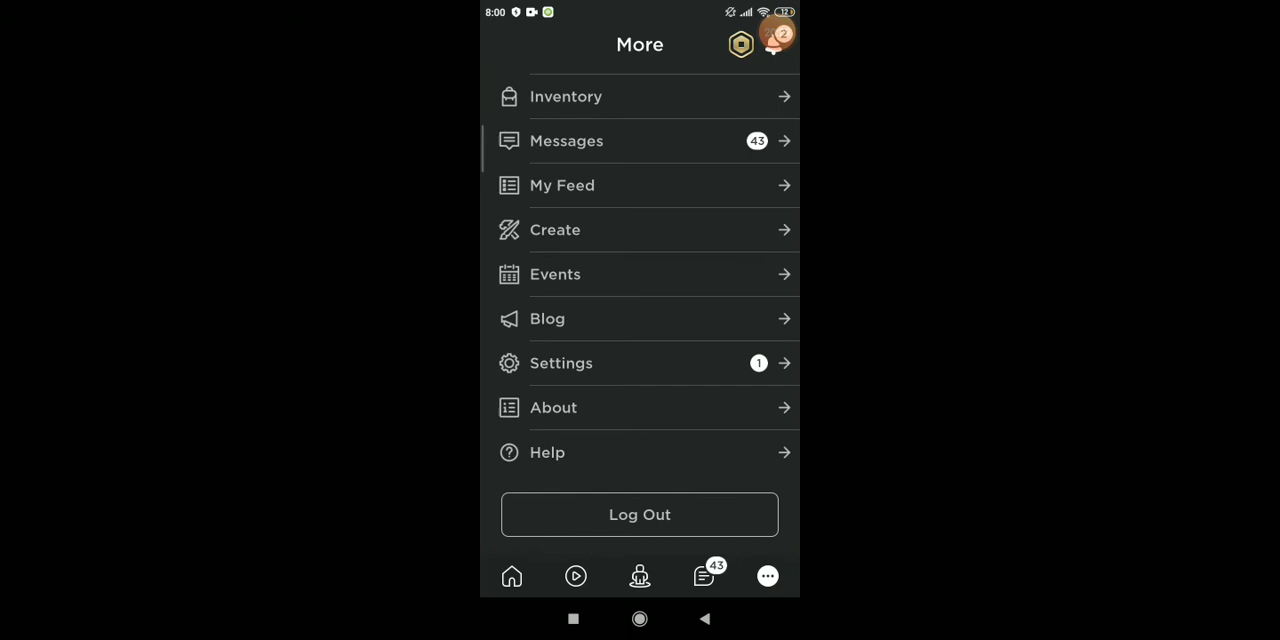 8:00 12
More 2
Inventory
Messages 43
My Feed
Create
Events
Blog
Settings 1
About
Help
Log Out
43